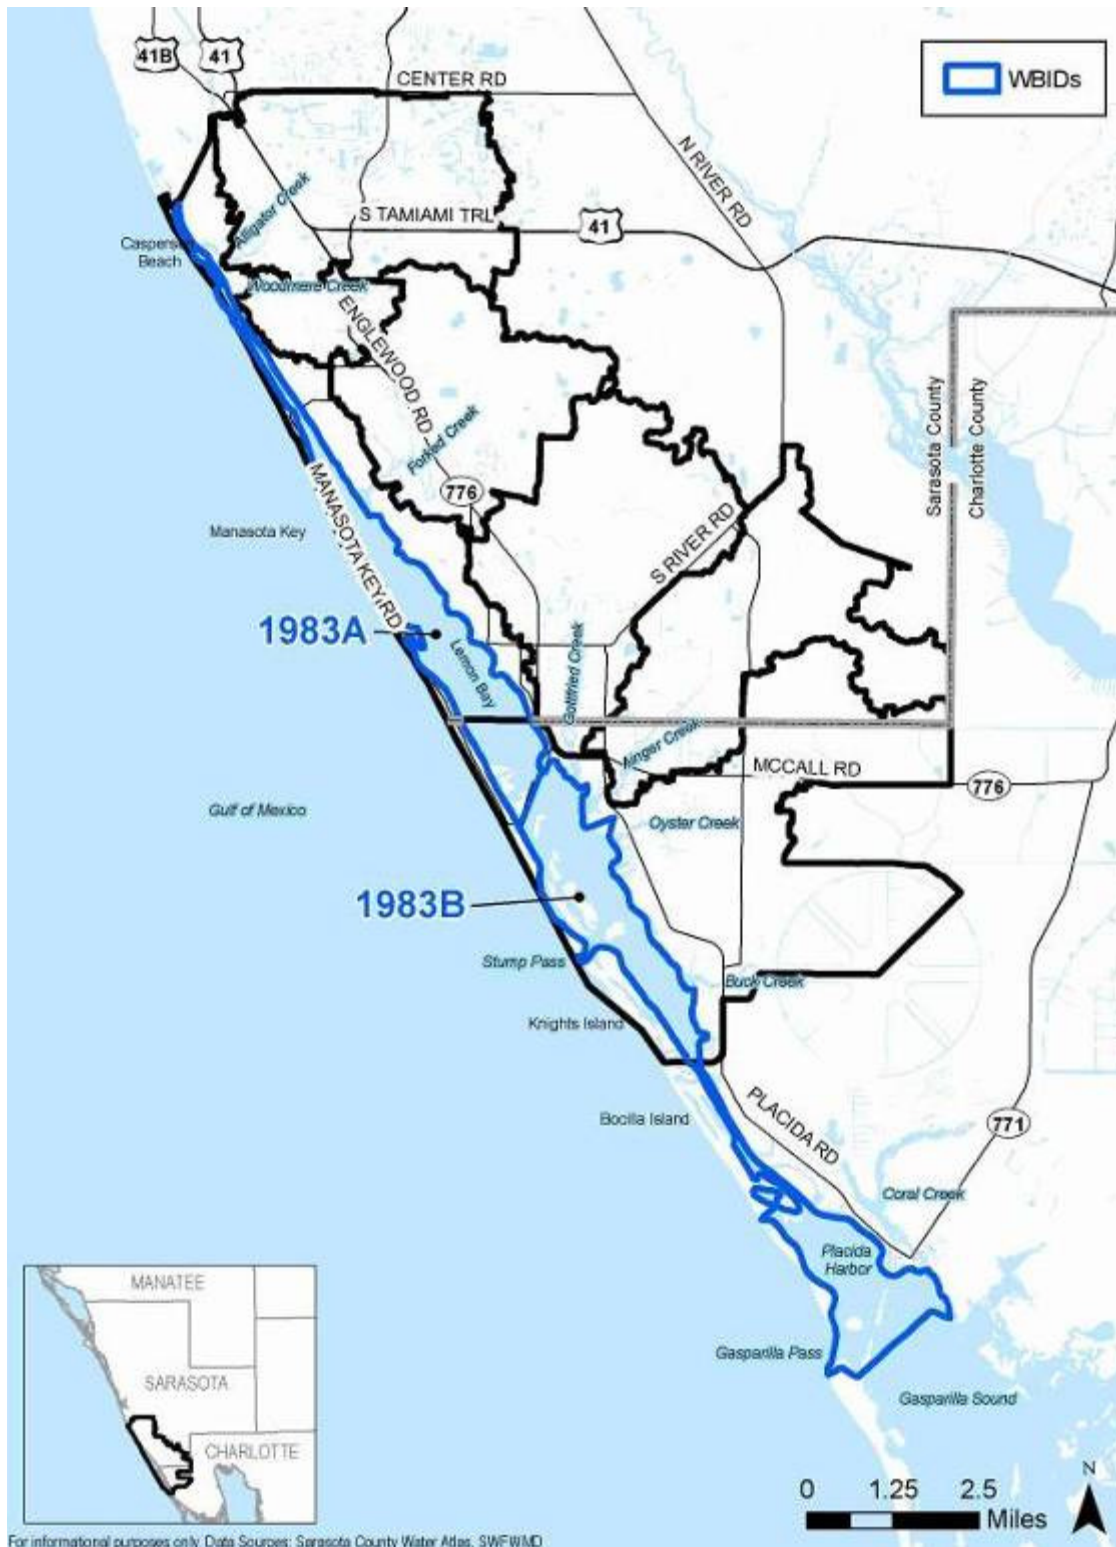 41B
41
CENTER RD
WBIDs
N RIVER RD
Alligator Creek
S TAMIAMI TRL
41
Caspersen
Beach
Woodmere Creek
ENGLEWOOD RD
Sarasota County
Charlotte County
Forked Creek
776
MANASOTA KEY RD
Manasota Key
S RIVER RD
1983A
Lemon Bay
Gottfried Creek
Ainger Creek
MCCALL RD
776
Gulf of Mexico
Oyster Creek
1983B
Stump Pass
Buck Creek
Knights Island
Bocilla Island
PLACIDA RD
771
Coral Creek
Placida
Harbor
Gasparilla Pass
Gasparilla Sound
MANATEE
SARASOTA
CHARLOTTE
N
0 1.25 2.5
Miles
For informational purposes only. Data Sources: Sarasota County Water Atlas, SWFWMD